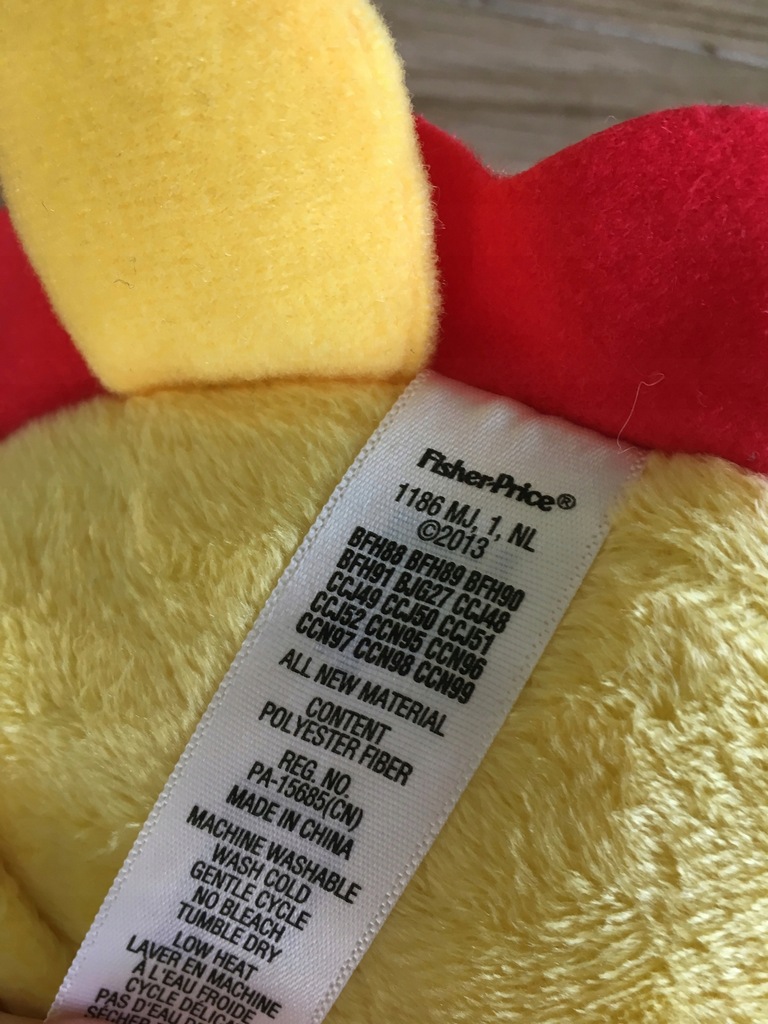 Fisher-Price®
1186 MJ, 1, NL
©2013
BFH88 BFH89 BFH90
BFH91 BJG27 CCJ48
CCJ49 CCJ50 CCJ51
CCJ52 CCN95 CCN96
CCN97 CCN98 CCN99
ALL NEW MATERIAL
CONTENT
POLYESTER FIBER
REG. NO.
PA-15685(CN)
MADE IN CHINA
MACHINE WASHABLE
WASH COLD
GENTLE CYCLE
NO BLEACH
TUMBLE DRY
LOW HEAT
LAVER EN MACHINE
À L'EAU FROIDE
CYCLE
PAS D'EAU